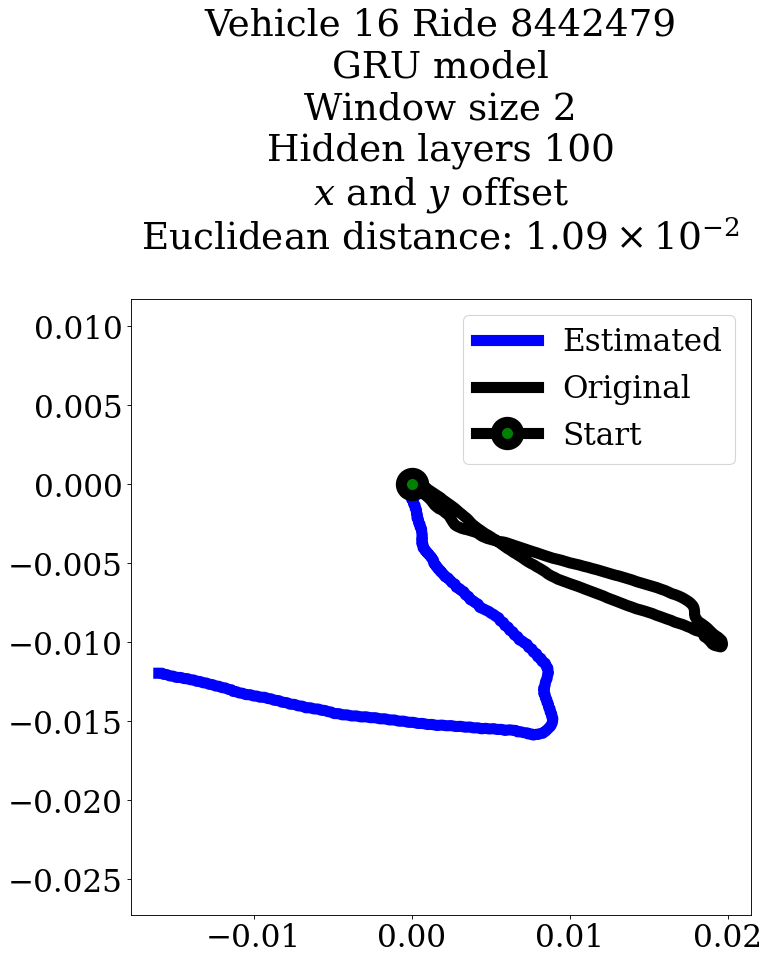 Vehicle 16 Ride 8442479
GRU model
Window size 2
Hidden layers 100
x and y offset
Euclidean distance: 1.09 × 10⁻²
Estimated
Original
Start
0.010
0.005
0.000
−0.005
−0.010
−0.015
−0.020
−0.025
−0.01 0.00 0.01 0.02